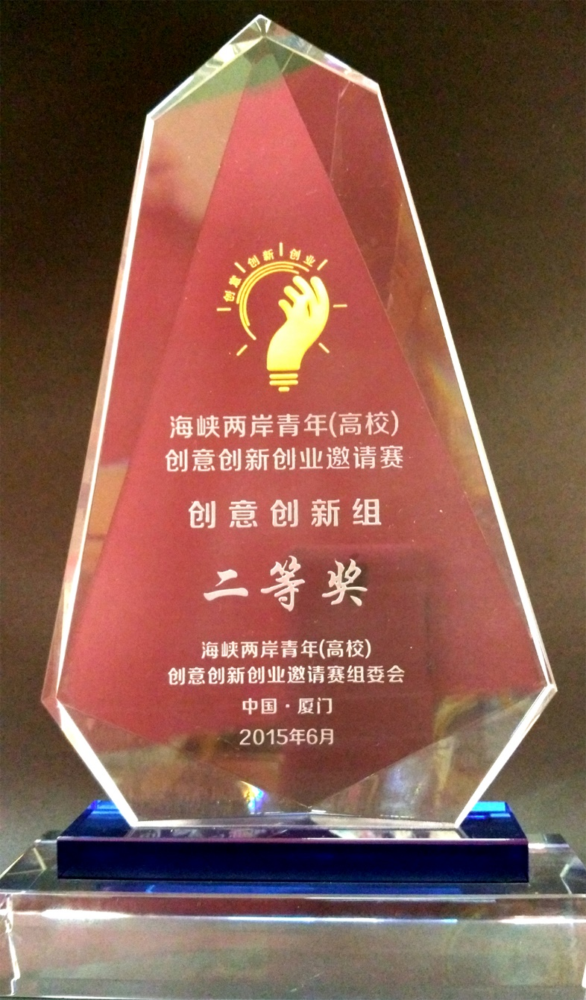 创意 创新 创业
海峡两岸青年(高校)
创意创新创业邀请赛
创意创新组
二等奖
海峡两岸青年(高校)
创意创新创业邀请赛组委会
中国·厦门
2015年6月